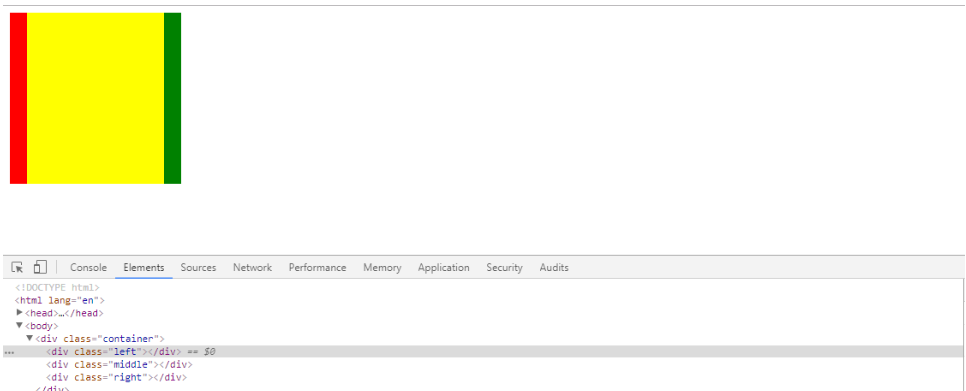 Console Elements Sources Network Performance Memory Application Security Audits
<!DOCTYPE html>
<html lang="en">
▶<head>…</head>
▼<body>
▼<div class="container">
... <div class="left"></div> == $0
<div class="middle"></div>
<div class="right"></div>
</div>